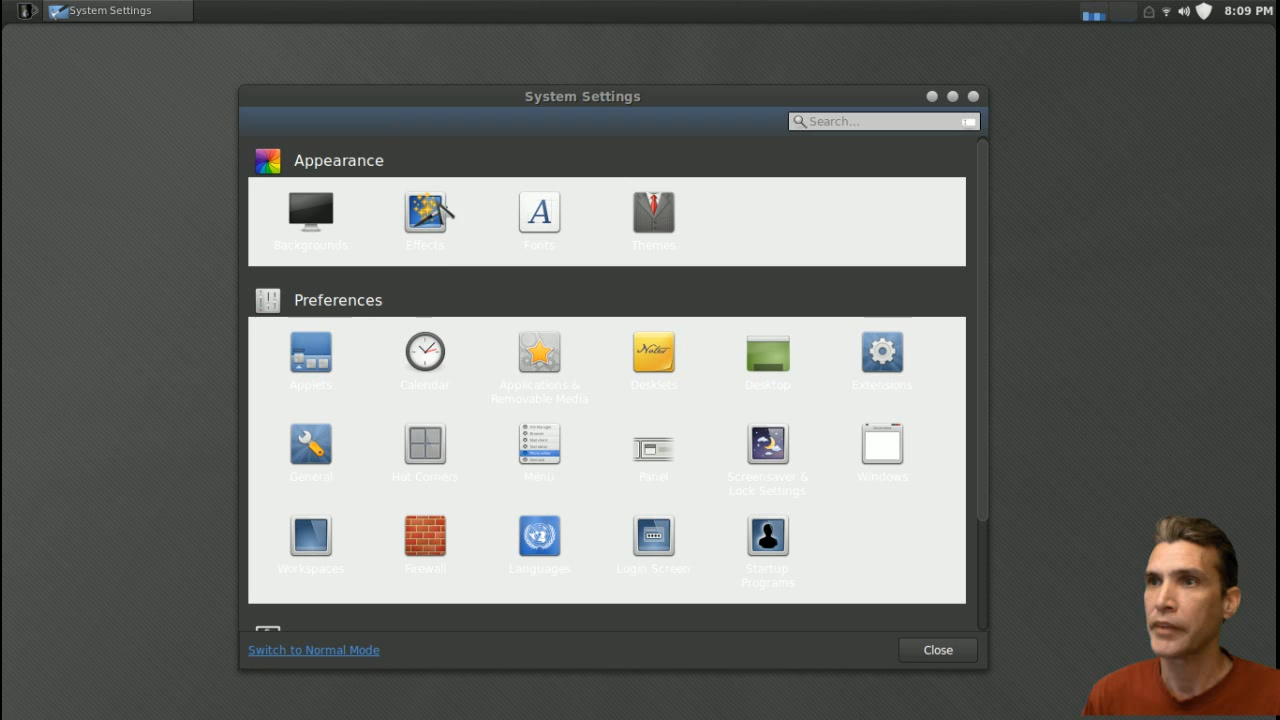 System Settings
8:09 PM
System Settings
Search...
Appearance
Backgrounds
Effects
Fonts
Themes
Preferences
Applets
Calendar
Applications &
Removable Media
Desklets
Desktop
Extensions
General
Hot Corners
Menu
Panel
Screensaver &
Lock Settings
Windows
Workspaces
Firewall
Languages
Login Screen
Startup
Programs
Switch to Normal Mode
Close